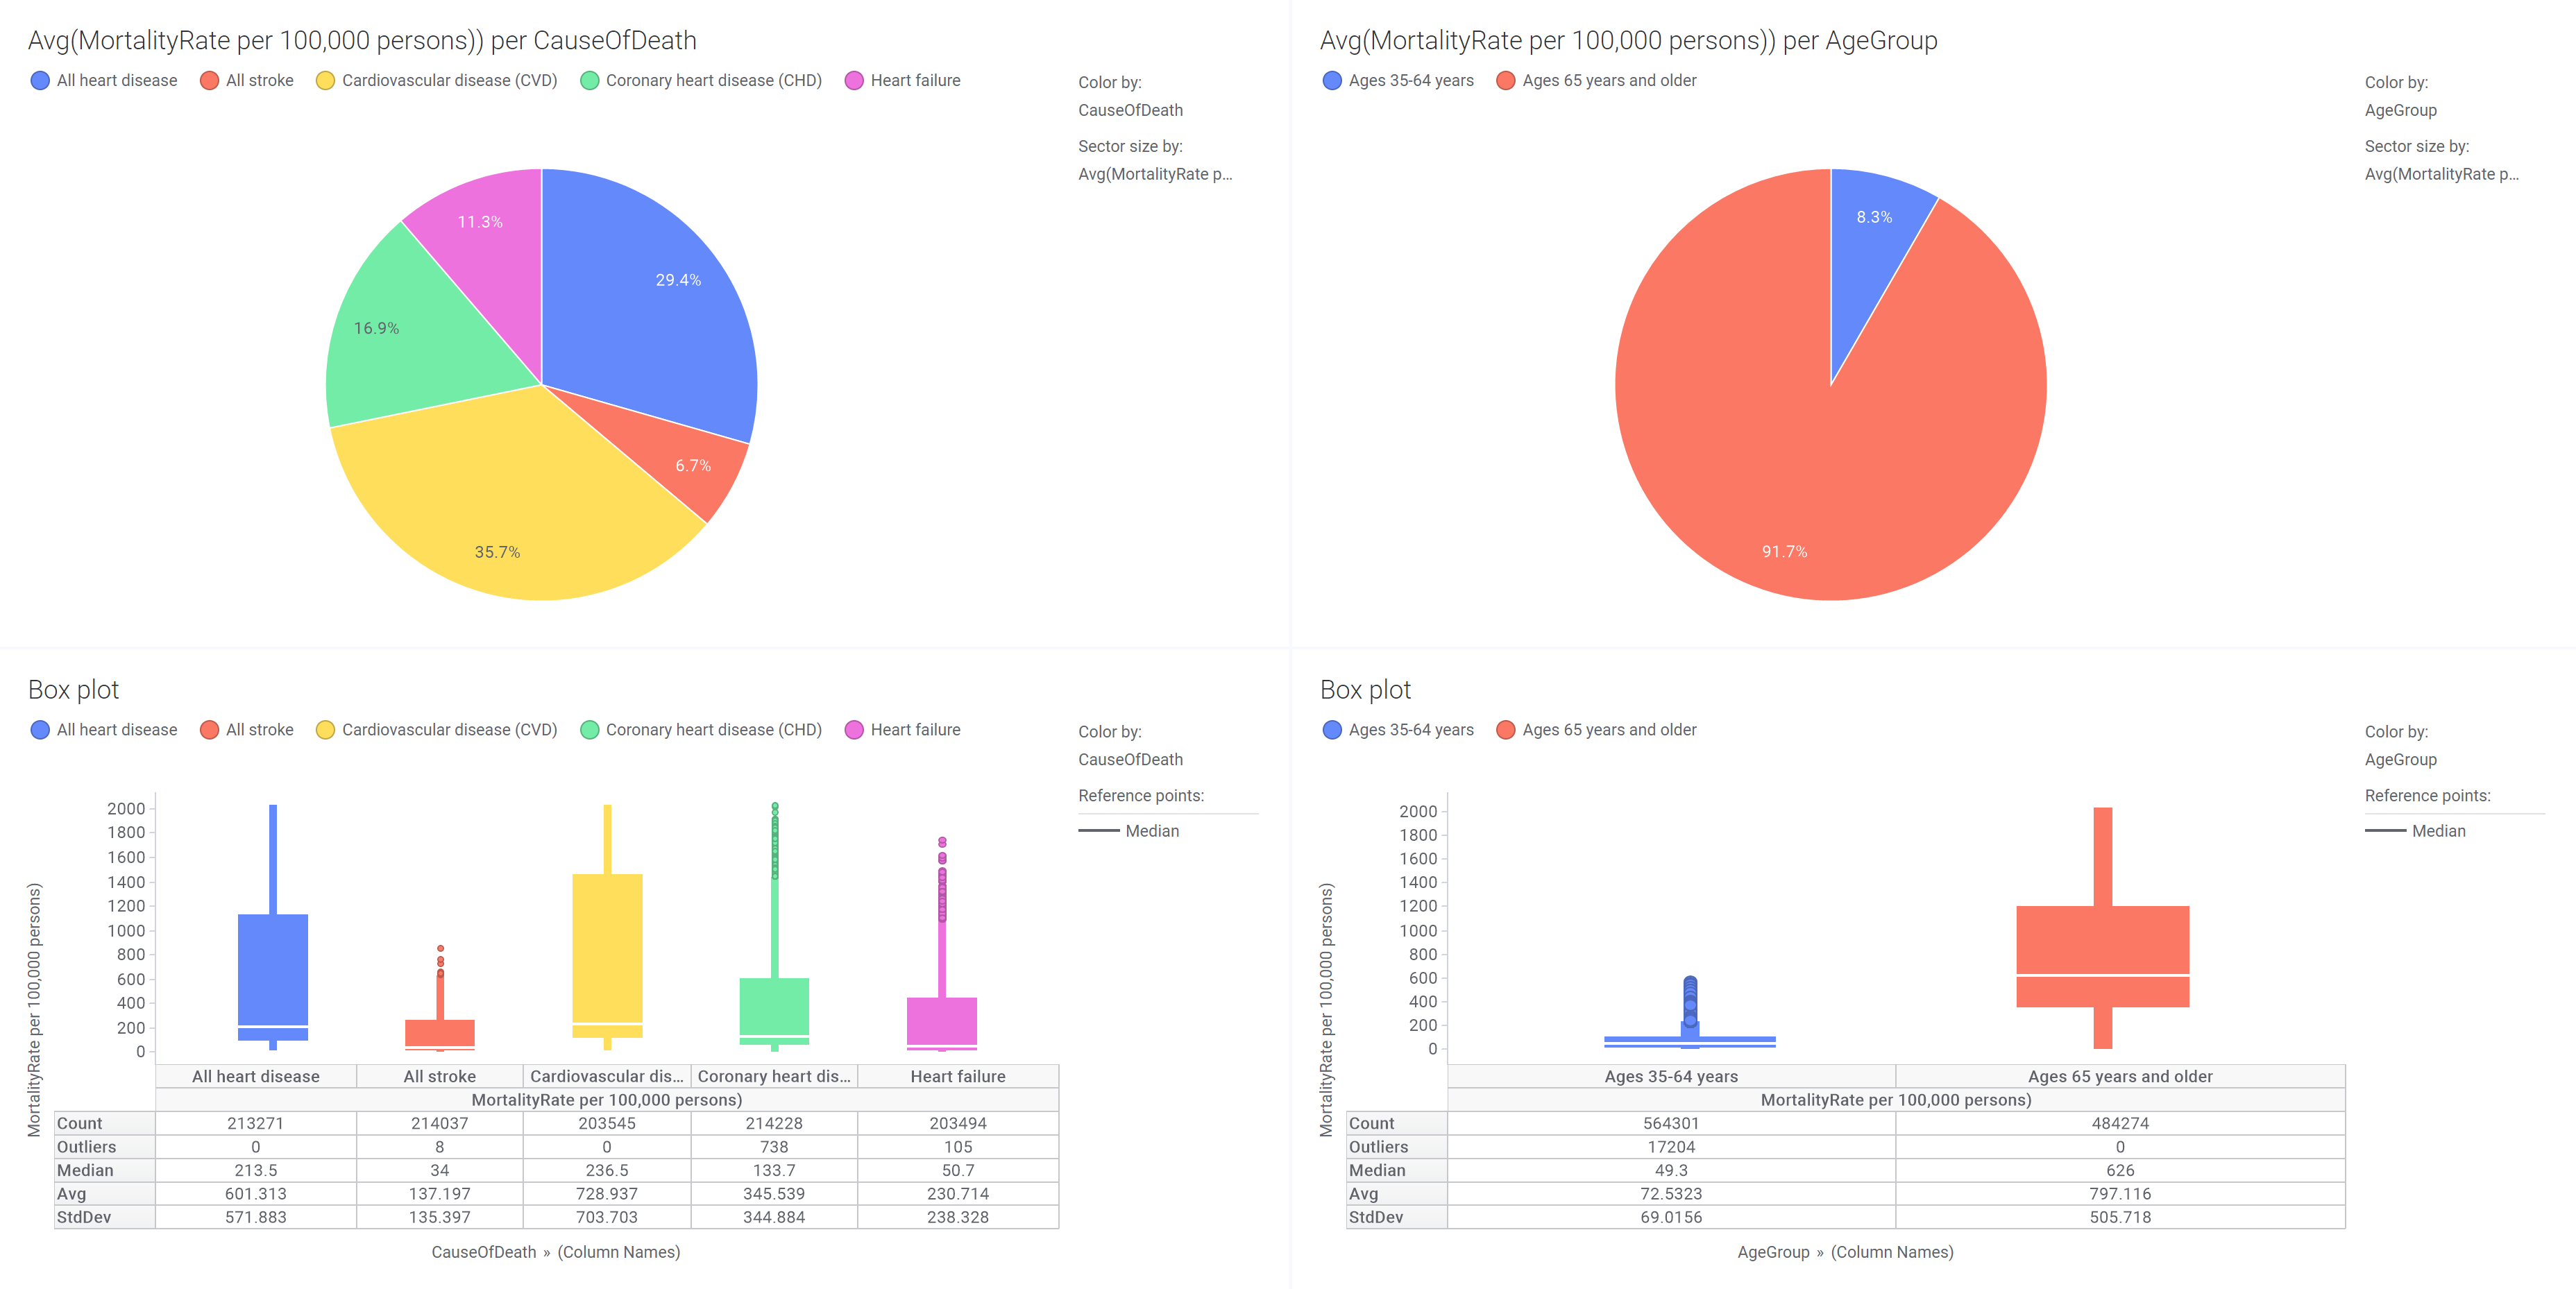 Avg(MortalityRate per 100,000 persons)) per CauseOfDeath
All heart disease All stroke Cardiovascular disease (CVD) Coronary heart disease (CHD) Heart failure
Color by:
CauseOfDeath
Sector size by:
Avg(MortalityRate p...
11.3%
29.4%
16.9%
6.7%
35.7%
Avg(MortalityRate per 100,000 persons)) per AgeGroup
Ages 35-64 years Ages 65 years and older
Color by:
AgeGroup
Sector size by:
Avg(MortalityRate p...
8.3%
91.7%
Box plot
All heart disease All stroke Cardiovascular disease (CVD) Coronary heart disease (CHD) Heart failure
Color by:
CauseOfDeath
Reference points:
Median
MortalityRate per 100,000 persons)
2000
1800
1600
1400
1200
1000
800
600
400
200
0
All heart disease All stroke Cardiovascular dis... Coronary heart dis... Heart failure
MortalityRate per 100,000 persons)
Count 213271 214037 203545 214228 203494
Outliers 0 8 0 738 105
Median 213.5 34 236.5 133.7 50.7
Avg 601.313 137.197 728.937 345.539 230.714
StdDev 571.883 135.397 703.703 344.884 238.328
CauseOfDeath » (Column Names)
Box plot
Ages 35-64 years Ages 65 years and older
Color by:
AgeGroup
Reference points:
Median
MortalityRate per 100,000 persons)
2000
1800
1600
1400
1200
1000
800
600
400
200
0
Ages 35-64 years Ages 65 years and older
MortalityRate per 100,000 persons)
Count 564301 484274
Outliers 17204 0
Median 49.3 626
Avg 72.5323 797.116
StdDev 69.0156 505.718
AgeGroup » (Column Names)